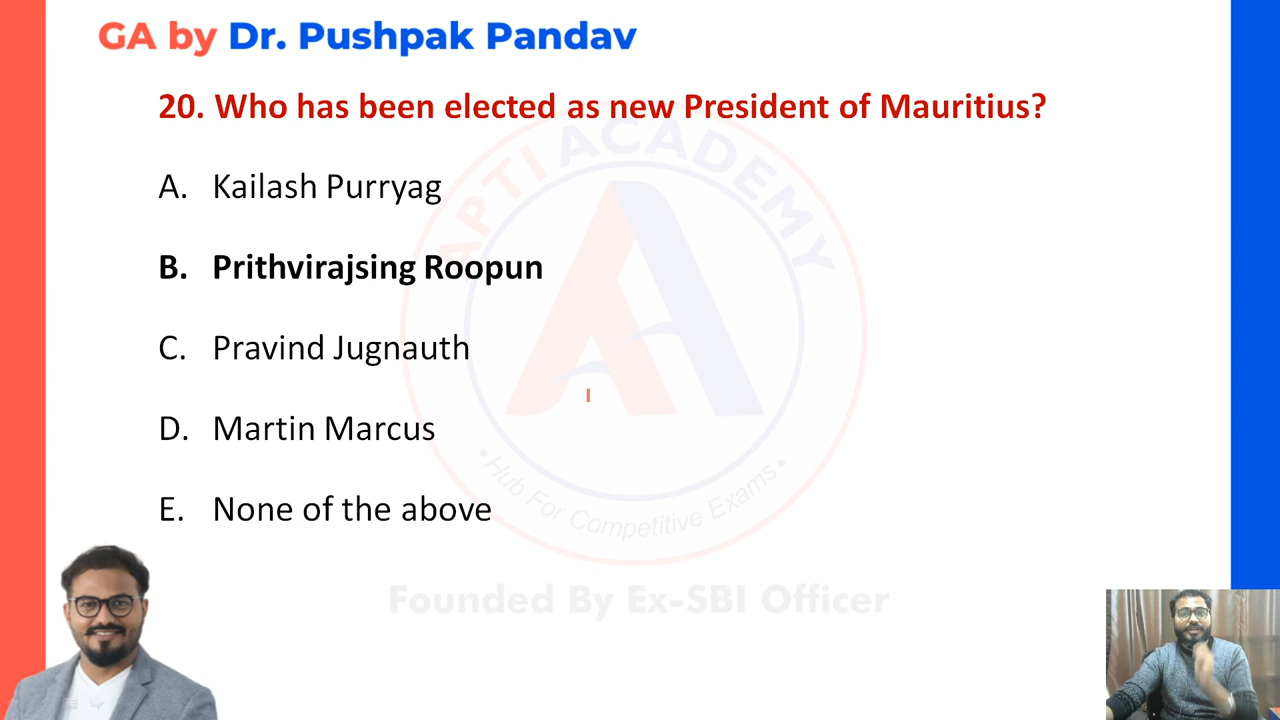 GA by Dr. Pushpak Pandav
20. Who has been elected as new President of Mauritius?
A. Kailash Purryag
B. Prithvirajsing Roopun
C. Pravind Jugnauth
D. Martin Marcus
E. None of the above
APTI ACADEMY
•Hub For Competitive Exams•
Founded By Ex-SBI Officer